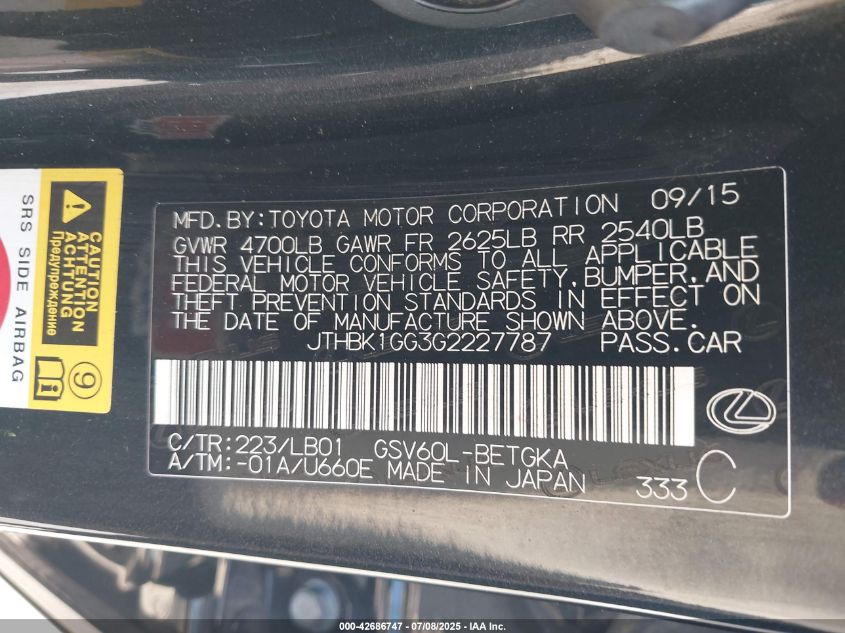 MFD. BY: TOYOTA MOTOR CORPORATION 09/15
GVWR 4700LB GAWR FR 2625LB RR 2540LB
THIS VEHICLE CONFORMS TO ALL APPLICABLE
FEDERAL MOTOR VEHICLE SAFETY, BUMPER, AND
THEFT PREVENTION STANDARDS IN EFFECT ON
THE DATE OF MANUFACTURE SHOWN ABOVE.
JTHBK1GG3G2227787 PASS.CAR
C/TR: 223/LB01 GSV60L-BETGKA
A/TM: -01A/U660E MADE IN JAPAN 333 C
CAUTION
ATTENTION
ACHTUNG
Предупреждение
9
SRS SIDE AIRBAG
000-42686747 - 07/08/2025 - IAA Inc.